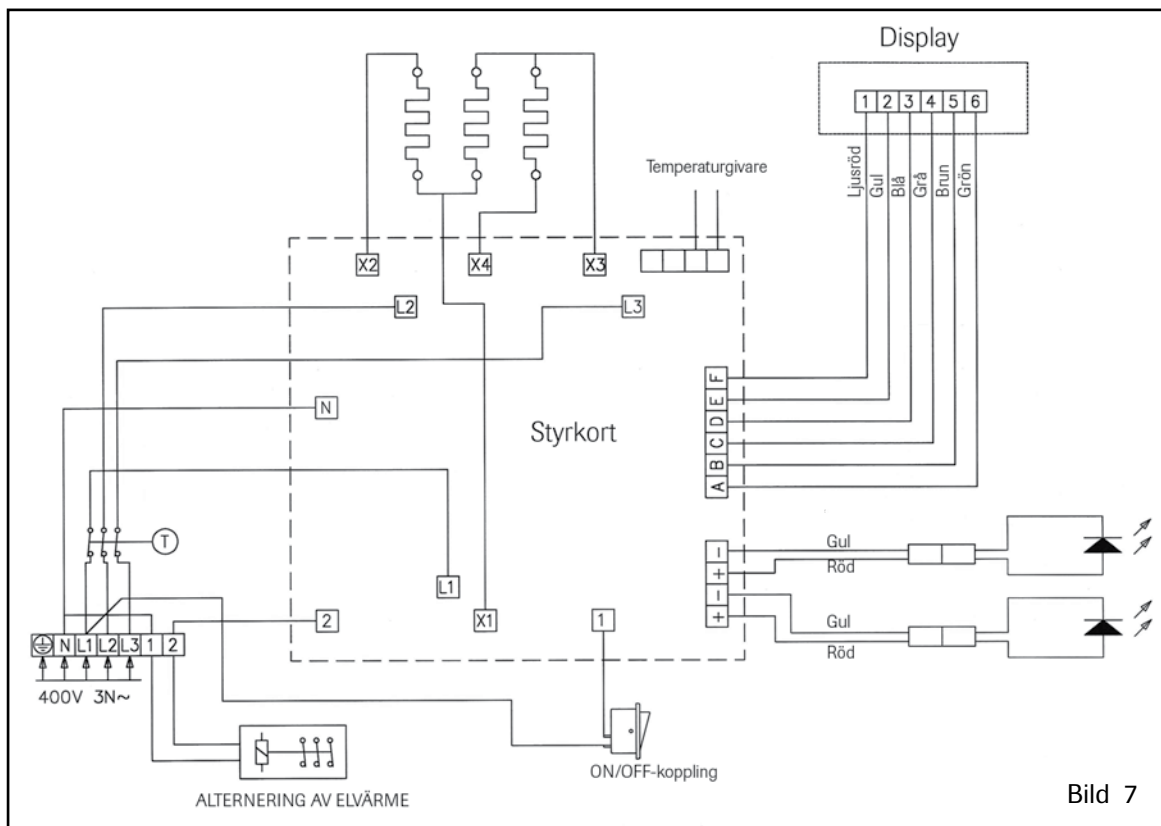 Display
1 2 3 4 5 6
Ljusröd
Gul
Blå
Grå
Brun
Grön
Temperaturgivare
X2 X4 X3
L2 L3
N
Styrkort
F
E
D
C
B
A
T
L1
2 X1 1
− Gul
+ Röd
− Gul
+ Röd
N L1 L2 L3 1 2
400V 3N~
ON/OFF-koppling
ALTERNERING AV ELVÄRME
Bild 7